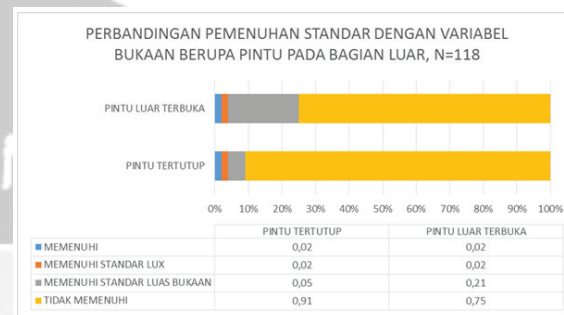 PERBANDINGAN PEMENUHAN STANDAR DENGAN VARIABEL
BUKAAN BERUPA PINTU PADA BAGIAN LUAR, N=118
PINTU LUAR TERBUKA
PINTU TERTUTUP
0% 10% 20% 30% 40% 50% 60% 70% 80% 90% 100%
PINTU TERTUTUP PINTU LUAR TERBUKA
MEMENUHI 0,02 0,02
MEMENUHI STANDAR LUX 0,02 0,02
MEMENUHI STANDAR LUAS BUKAAN 0,05 0,21
TIDAK MEMENUHI 0,91 0,75